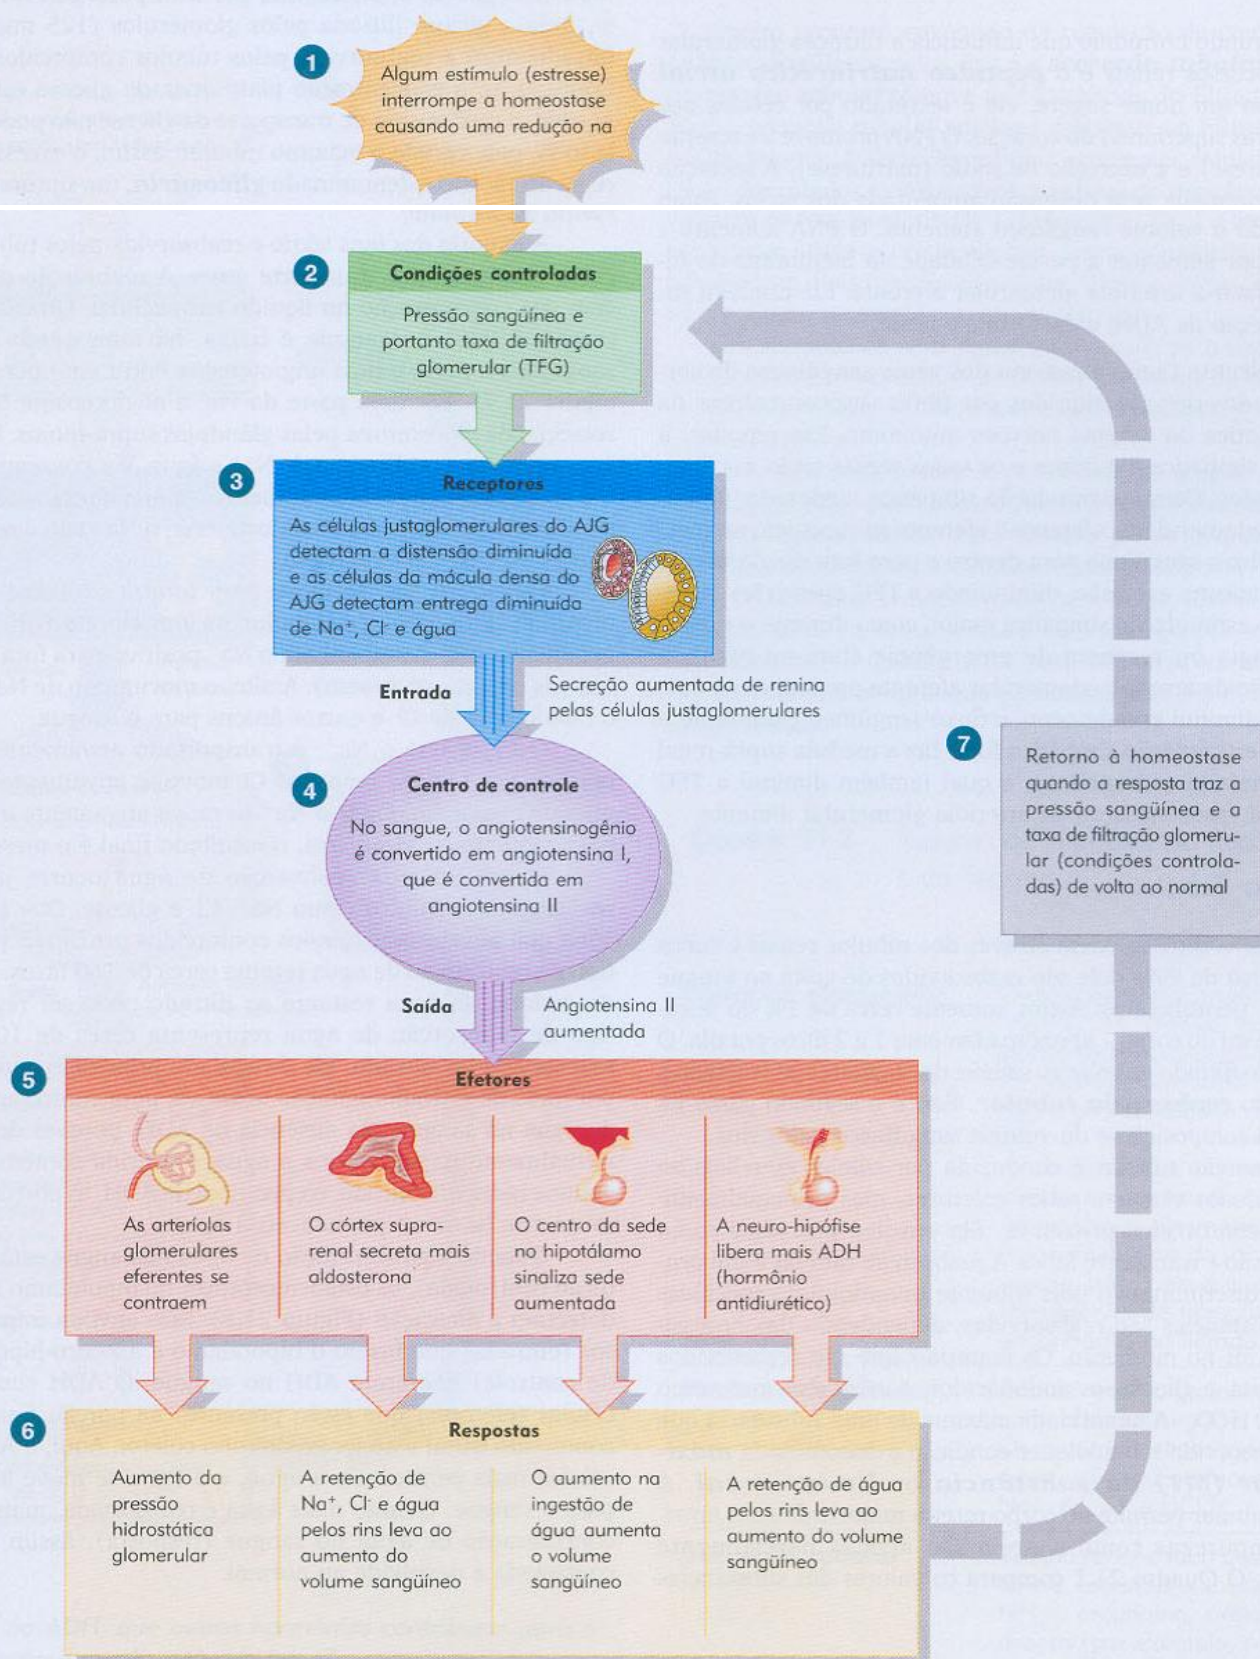 1
Algum estímulo (estresse)
interrompe a homeostase
causando uma redução na
2
Condições controladas
Pressão sangüínea e
portanto taxa de filtração
glomerular (TFG)
3
Receptores
As células justaglomerulares do AJG
detectam a distensão diminuída
e as células da mácula densa do
AJG detectam entrega diminuída
de Na⁺, Cl⁻ e água
Entrada
Secreção aumentada de renina
pelas células justaglomerulares
4
Centro de controle
No sangue, o angiotensinogênio
é convertido em angiotensina I,
que é convertida em
angiotensina II
Saída
Angiotensina II
aumentada
5
Efetores
As arteríolas
glomerulares
eferentes se
contraem
O córtex supra-
renal secreta mais
aldosterona
O centro da sede
no hipotálamo
sinaliza sede
aumentada
A neuro-hipófise
libera mais ADH
(hormônio
antidiurético)
6
Respostas
Aumento da
pressão
hidrostática
glomerular
A retenção de
Na⁺, Cl⁻ e água
pelos rins leva ao
aumento do
volume sangüíneo
O aumento na
ingestão de
água aumenta
o volume
sangüíneo
A retenção de água
pelos rins leva ao
aumento do volume
sangüíneo
7
Retorno à homeostase
quando a resposta traz a
pressão sangüínea e a
taxa de filtração glomeru-
lar (condições controla-
das) de volta ao normal